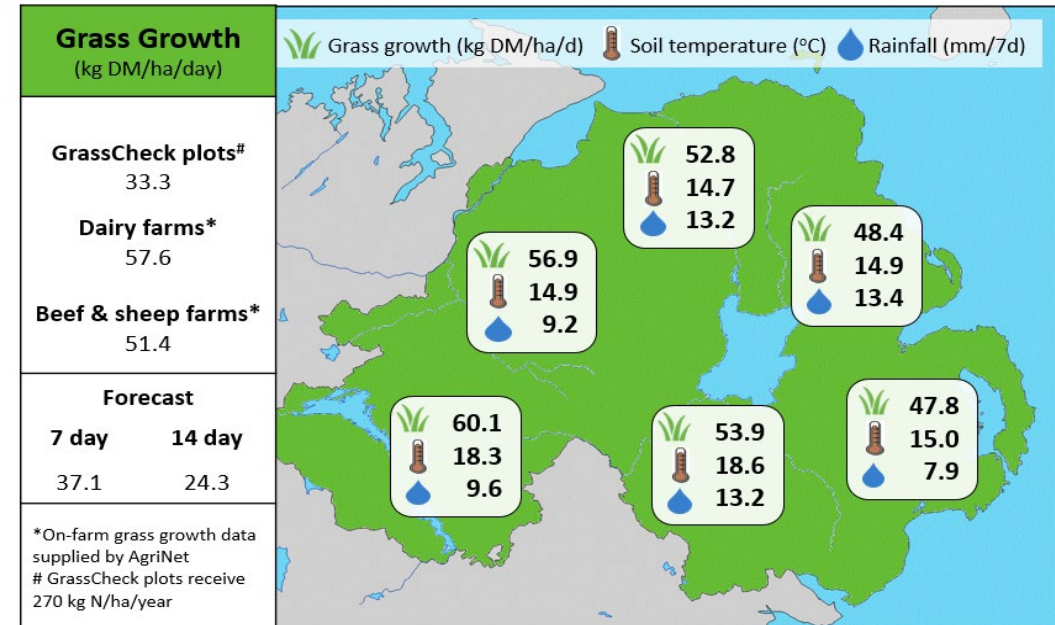 Grass Growth
(kg DM/ha/day)
GrassCheck plots#
33.3
Dairy farms*
57.6
Beef & sheep farms*
51.4
Forecast
7 day 14 day
37.1 24.3
*On-farm grass growth data
supplied by AgriNet
# GrassCheck plots receive
270 kg N/ha/year
Grass growth (kg DM/ha/d) Soil temperature (°C) Rainfall (mm/7d)
52.8
14.7
13.2
48.4
14.9
13.4
56.9
14.9
9.2
60.1
18.3
9.6
53.9
18.6
13.2
47.8
15.0
7.9